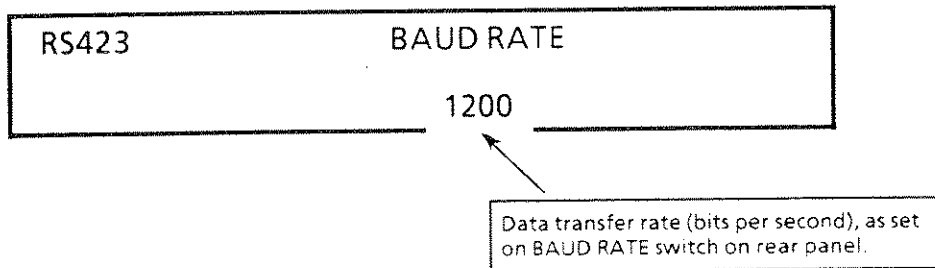 RS423 BAUD RATE
1200
Data transfer rate (bits per second), as set
on BAUD RATE switch on rear panel.